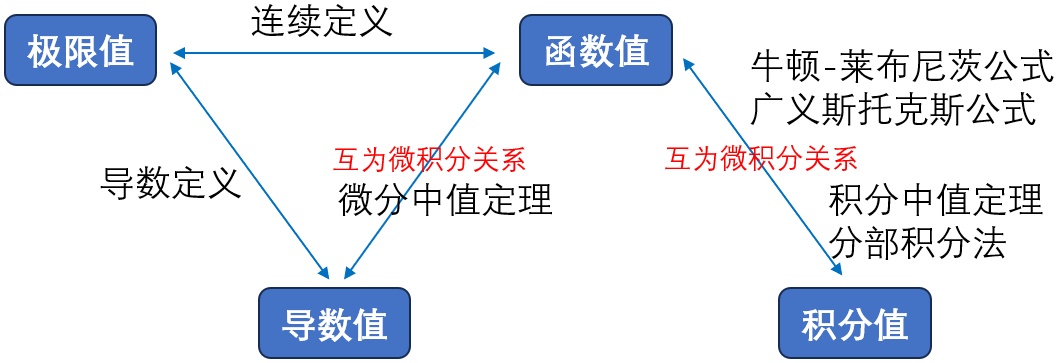 连续定义
极限值
函数值
牛顿-莱布尼茨公式
广义斯托克斯公式
互为微积分关系
互为微积分关系
导数定义
微分中值定理
积分中值定理
分部积分法
导数值
积分值